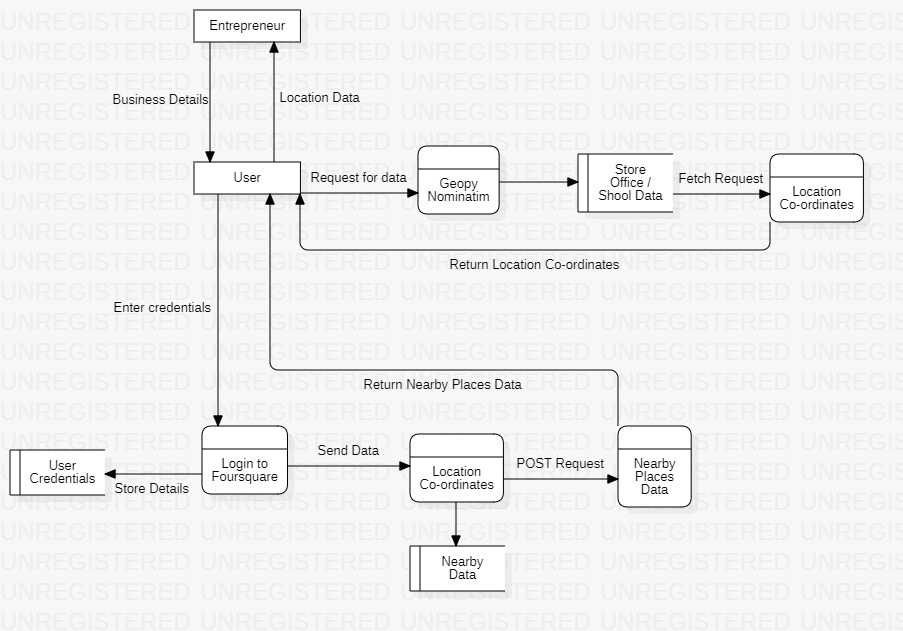 Entrepreneur
Business Details
Location Data
User
Request for data
Geopy
Nominatim
Store
Office /
Shool Data
Fetch Request
Location
Co-ordinates
Return Location Co-ordinates
Enter credentials
Return Nearby Places Data
User
Credentials
Store Details
Login to
Foursquare
Send Data
Location
Co-ordinates
POST Request
Nearby
Places
Data
Nearby
Data
UNREGISTERED